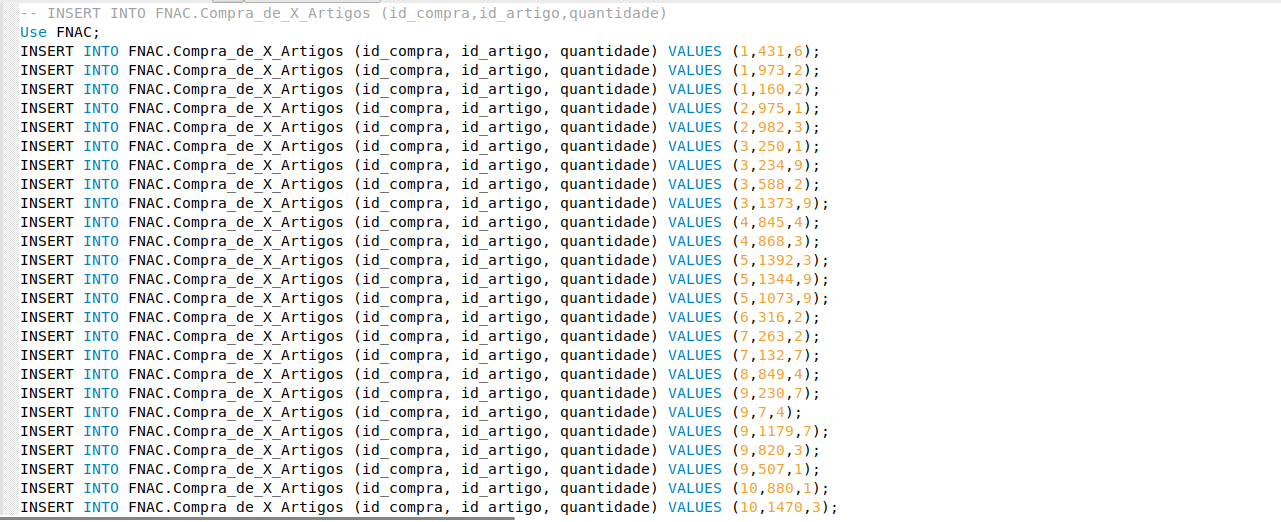 -- INSERT INTO FNAC.Compra_de_X_Artigos (id_compra,id_artigo,quantidade)
Use FNAC;
INSERT INTO FNAC.Compra_de_X_Artigos (id_compra, id_artigo, quantidade) VALUES (1,431,6);
INSERT INTO FNAC.Compra_de_X_Artigos (id_compra, id_artigo, quantidade) VALUES (1,973,2);
INSERT INTO FNAC.Compra_de_X_Artigos (id_compra, id_artigo, quantidade) VALUES (1,160,2);
INSERT INTO FNAC.Compra_de_X_Artigos (id_compra, id_artigo, quantidade) VALUES (2,975,1);
INSERT INTO FNAC.Compra_de_X_Artigos (id_compra, id_artigo, quantidade) VALUES (2,982,3);
INSERT INTO FNAC.Compra_de_X_Artigos (id_compra, id_artigo, quantidade) VALUES (3,250,1);
INSERT INTO FNAC.Compra_de_X_Artigos (id_compra, id_artigo, quantidade) VALUES (3,234,9);
INSERT INTO FNAC.Compra_de_X_Artigos (id_compra, id_artigo, quantidade) VALUES (3,588,2);
INSERT INTO FNAC.Compra_de_X_Artigos (id_compra, id_artigo, quantidade) VALUES (3,1373,9);
INSERT INTO FNAC.Compra_de_X_Artigos (id_compra, id_artigo, quantidade) VALUES (4,845,4);
INSERT INTO FNAC.Compra_de_X_Artigos (id_compra, id_artigo, quantidade) VALUES (4,868,3);
INSERT INTO FNAC.Compra_de_X_Artigos (id_compra, id_artigo, quantidade) VALUES (5,1392,3);
INSERT INTO FNAC.Compra_de_X_Artigos (id_compra, id_artigo, quantidade) VALUES (5,1344,9);
INSERT INTO FNAC.Compra_de_X_Artigos (id_compra, id_artigo, quantidade) VALUES (5,1073,9);
INSERT INTO FNAC.Compra_de_X_Artigos (id_compra, id_artigo, quantidade) VALUES (6,316,2);
INSERT INTO FNAC.Compra_de_X_Artigos (id_compra, id_artigo, quantidade) VALUES (7,263,2);
INSERT INTO FNAC.Compra_de_X_Artigos (id_compra, id_artigo, quantidade) VALUES (7,132,7);
INSERT INTO FNAC.Compra_de_X_Artigos (id_compra, id_artigo, quantidade) VALUES (8,849,4);
INSERT INTO FNAC.Compra_de_X_Artigos (id_compra, id_artigo, quantidade) VALUES (9,230,7);
INSERT INTO FNAC.Compra_de_X_Artigos (id_compra, id_artigo, quantidade) VALUES (9,7,4);
INSERT INTO FNAC.Compra_de_X_Artigos (id_compra, id_artigo, quantidade) VALUES (9,1179,7);
INSERT INTO FNAC.Compra_de_X_Artigos (id_compra, id_artigo, quantidade) VALUES (9,820,3);
INSERT INTO FNAC.Compra_de_X_Artigos (id_compra, id_artigo, quantidade) VALUES (9,507,1);
INSERT INTO FNAC.Compra_de_X_Artigos (id_compra, id_artigo, quantidade) VALUES (10,880,1);
INSERT INTO FNAC.Compra_de_X_Artigos (id_compra, id_artigo, quantidade) VALUES (10,1470,3);